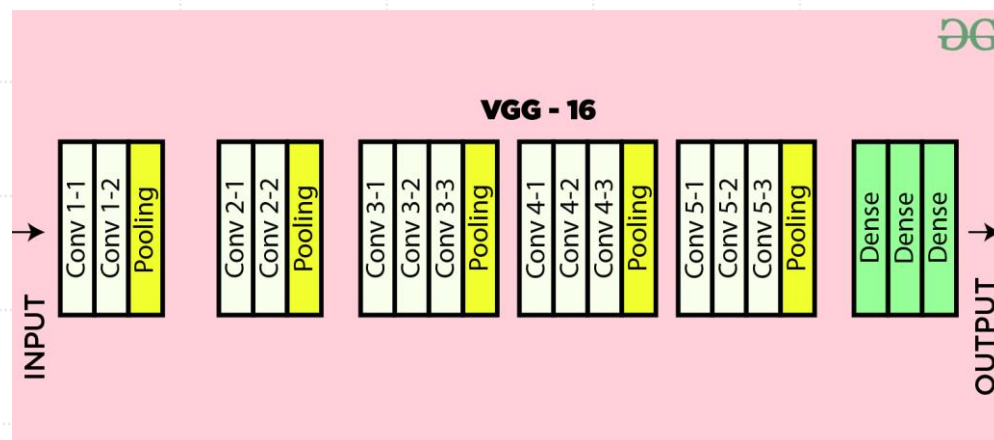 VGG - 16
INPUT
Conv 1-1
Conv 1-2
Pooling
Conv 2-1
Conv 2-2
Pooling
Conv 3-1
Conv 3-2
Conv 3-3
Pooling
Conv 4-1
Conv 4-2
Conv 4-3
Pooling
Conv 5-1
Conv 5-2
Conv 5-3
Pooling
Dense
Dense
Dense
OUTPUT